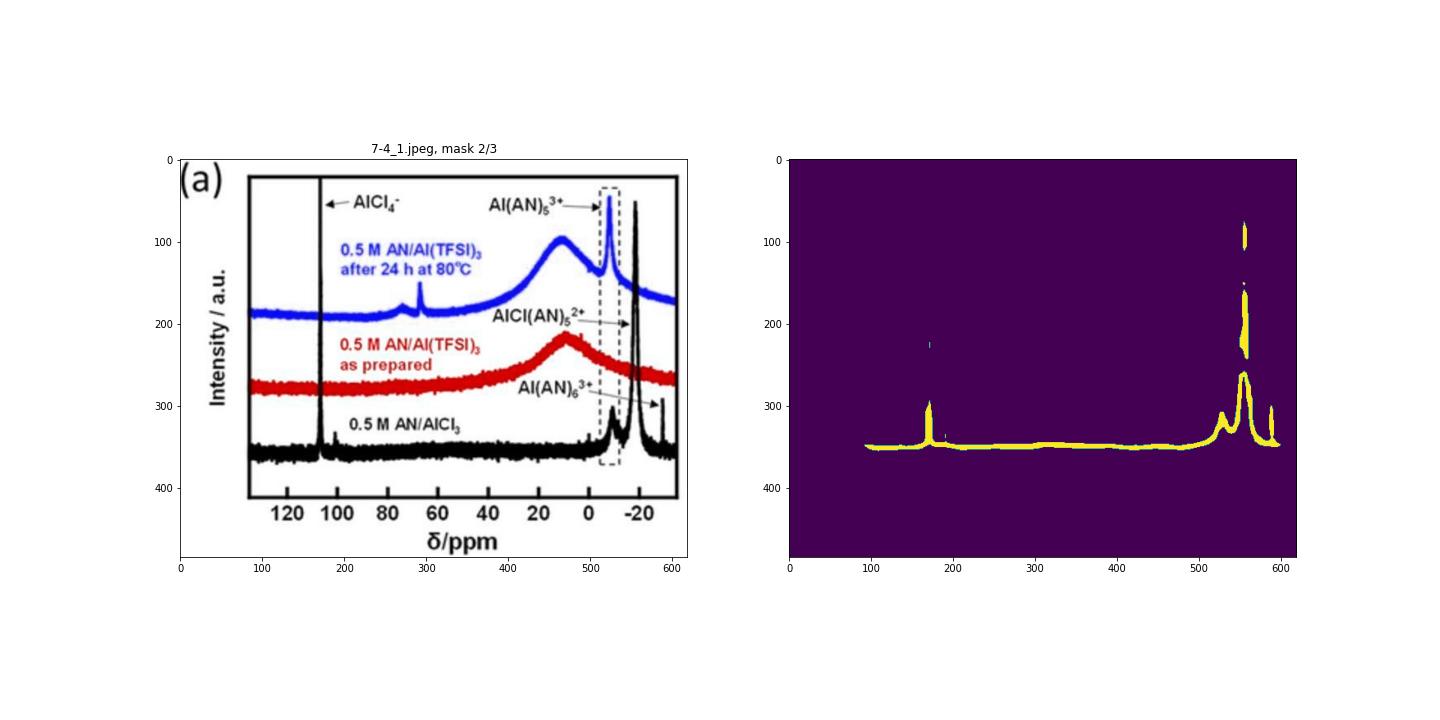 7-4_1.jpeg, mask 2/3
(a)
AlCl4-
Al(AN)5 3+
0.5 M AN/Al(TFSI)3
after 24 h at 80°C
AlCl(AN)5 2+
0.5 M AN/Al(TFSI)3
as prepared
Al(AN)6 3+
0.5 M AN/AlCl3
Intensity / a.u.
120 100 80 60 40 20 0 -20
δ/ppm
0
100
200
300
400
0 100 200 300 400 500 600
0
100
200
300
400
0 100 200 300 400 500 600